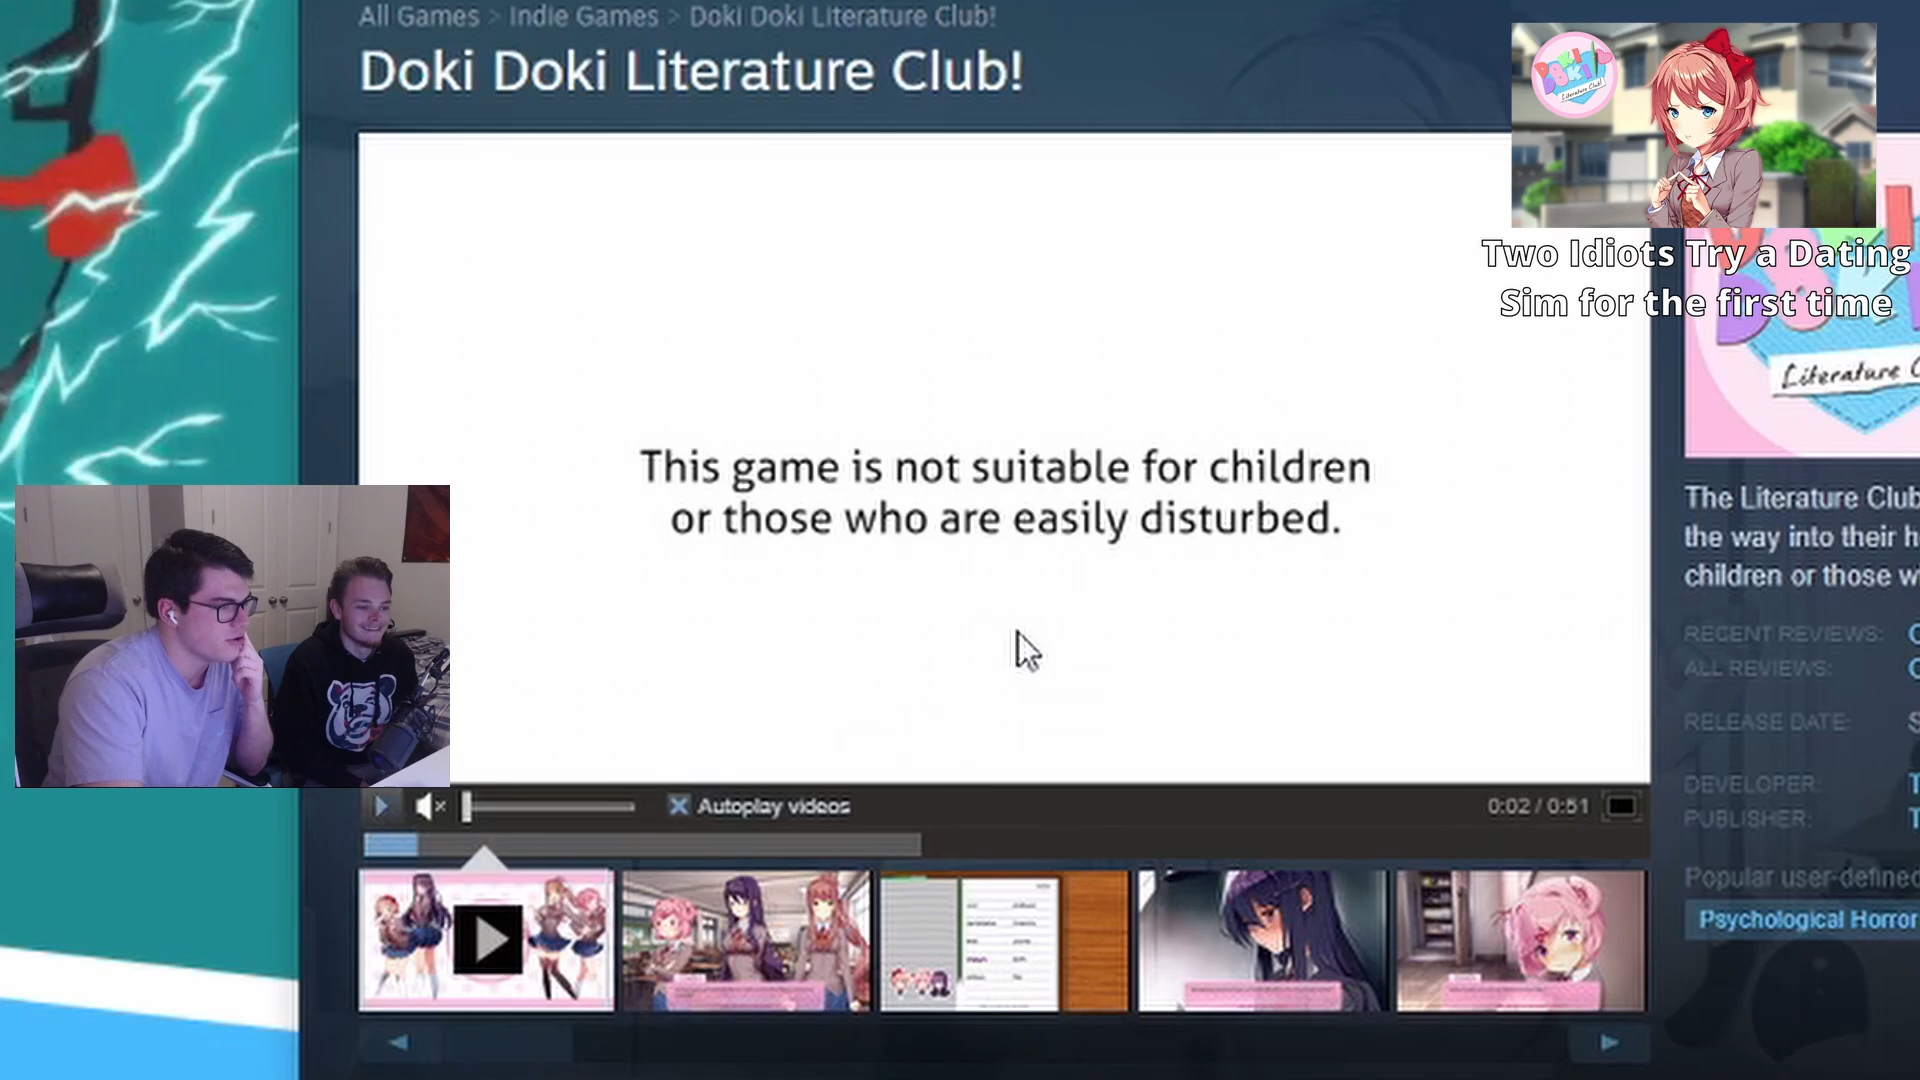 All Games > Indie Games > Doki Doki Literature Club!
Doki Doki Literature Club!
Literature Club!
Two Idiots Try a Dating
Sim for the first time
This game is not suitable for children
or those who are easily disturbed.
Literature C
The Literature Club
the way into their h
children or those w
RECENT REVIEWS:
ALL REVIEWS:
RELEASE DATE:
DEVELOPER:
PUBLISHER:
Popular user-defined
Psychological Horror
Autoplay videos
0:02 / 0:51